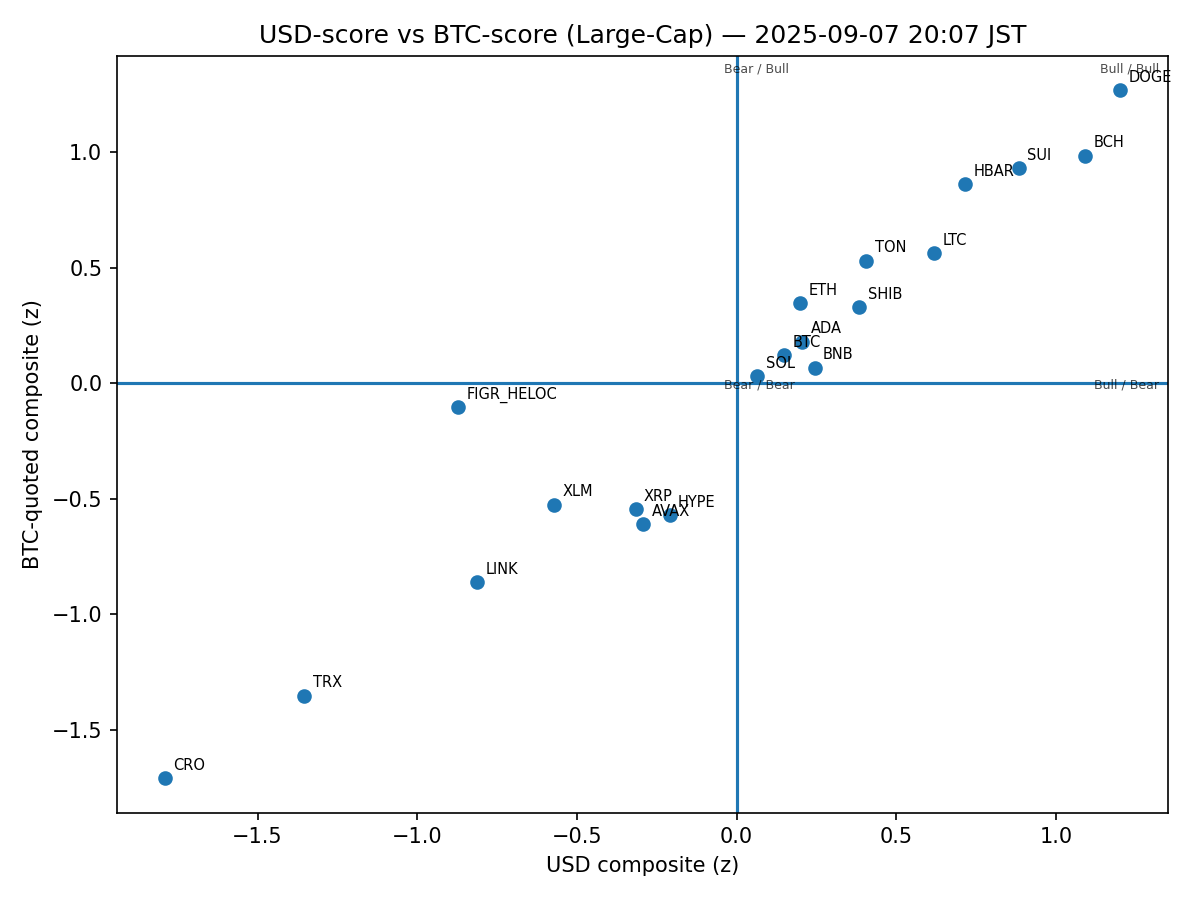 USD-score vs BTC-score (Large-Cap) — 2025-09-07 20:07 JST
Bear / Bull
Bull / Bull
DOGE
BCH
SUI
HBAR
LTC
TON
ETH
SHIB
ADA
BTC
BNB
SOL
Bear / Bear
Bull / Bear
FIGR_HELOC
XLM
XRP
HYPE
AVAX
LINK
TRX
CRO
1.0
0.5
0.0
−0.5
−1.0
−1.5
BTC-quoted composite (z)
−1.5
−1.0
−0.5
0.0
0.5
1.0
USD composite (z)